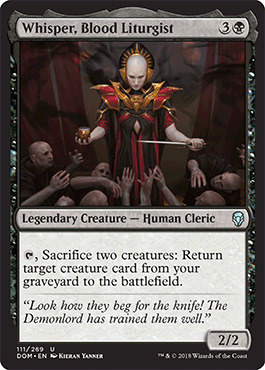 Whisper, Blood Liturgist 3
Legendary Creature — Human Cleric
, Sacrifice two creatures: Return
target creature card from your
graveyard to the battlefield.
“Look how they beg for the knife! The
Demonlord has trained them well.”
2/2
111/269 U
DOM • EN KIERAN YANNER
™ & © 2018 Wizards of the Coast